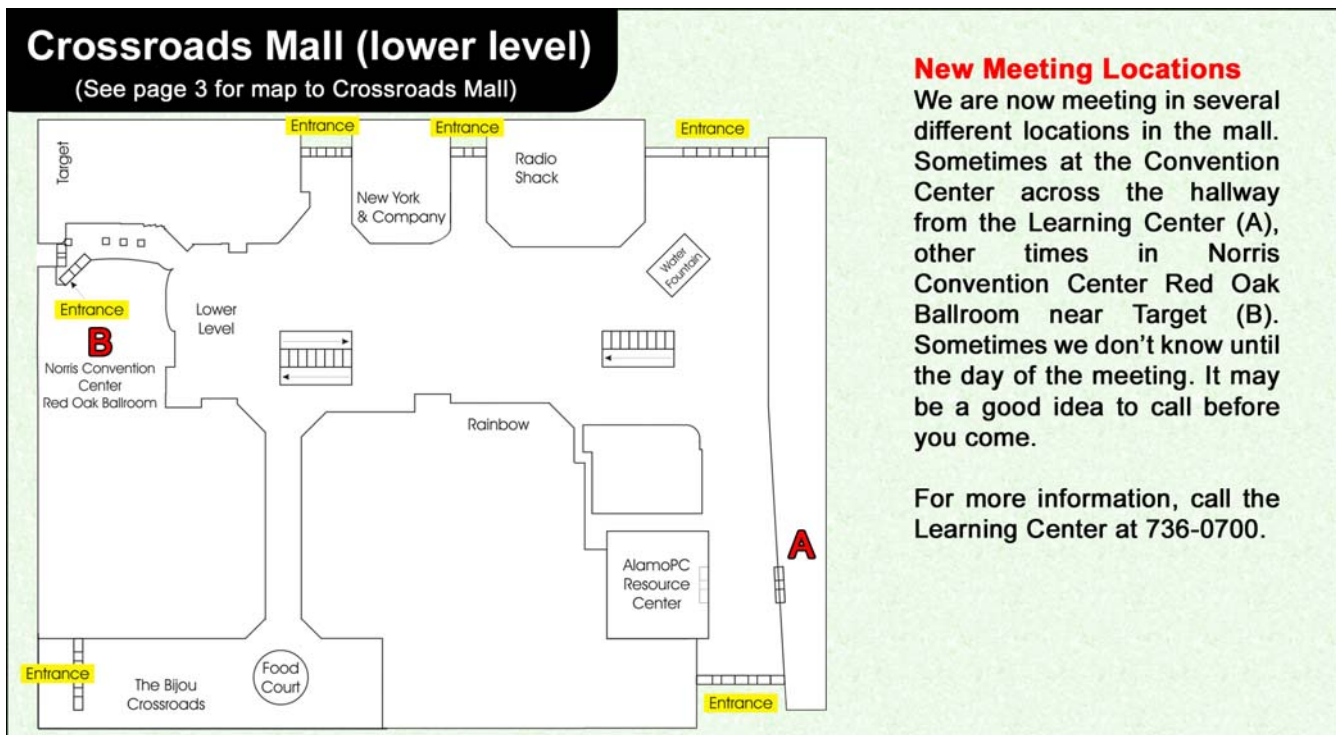 Crossroads Mall (lower level)
(See page 3 for map to Crossroads Mall)
Entrance
Entrance
Entrance
Target
Radio
Shack
New York
& Company
Water
Fountain
Entrance
Lower
Level
B
Norris Convention
Center
Red Oak Ballroom
Rainbow
A
AlamoPC
Resource
Center
Entrance
Food
Court
The Bijou
Crossroads
Entrance
New Meeting Locations
We are now meeting in several
different locations in the mall.
Sometimes at the Convention
Center across the hallway
from the Learning Center (A),
other times in Norris
Convention Center Red Oak
Ballroom near Target (B).
Sometimes we don't know until
the day of the meeting. It may
be a good idea to call before
you come.
For more information, call the
Learning Center at 736-0700.